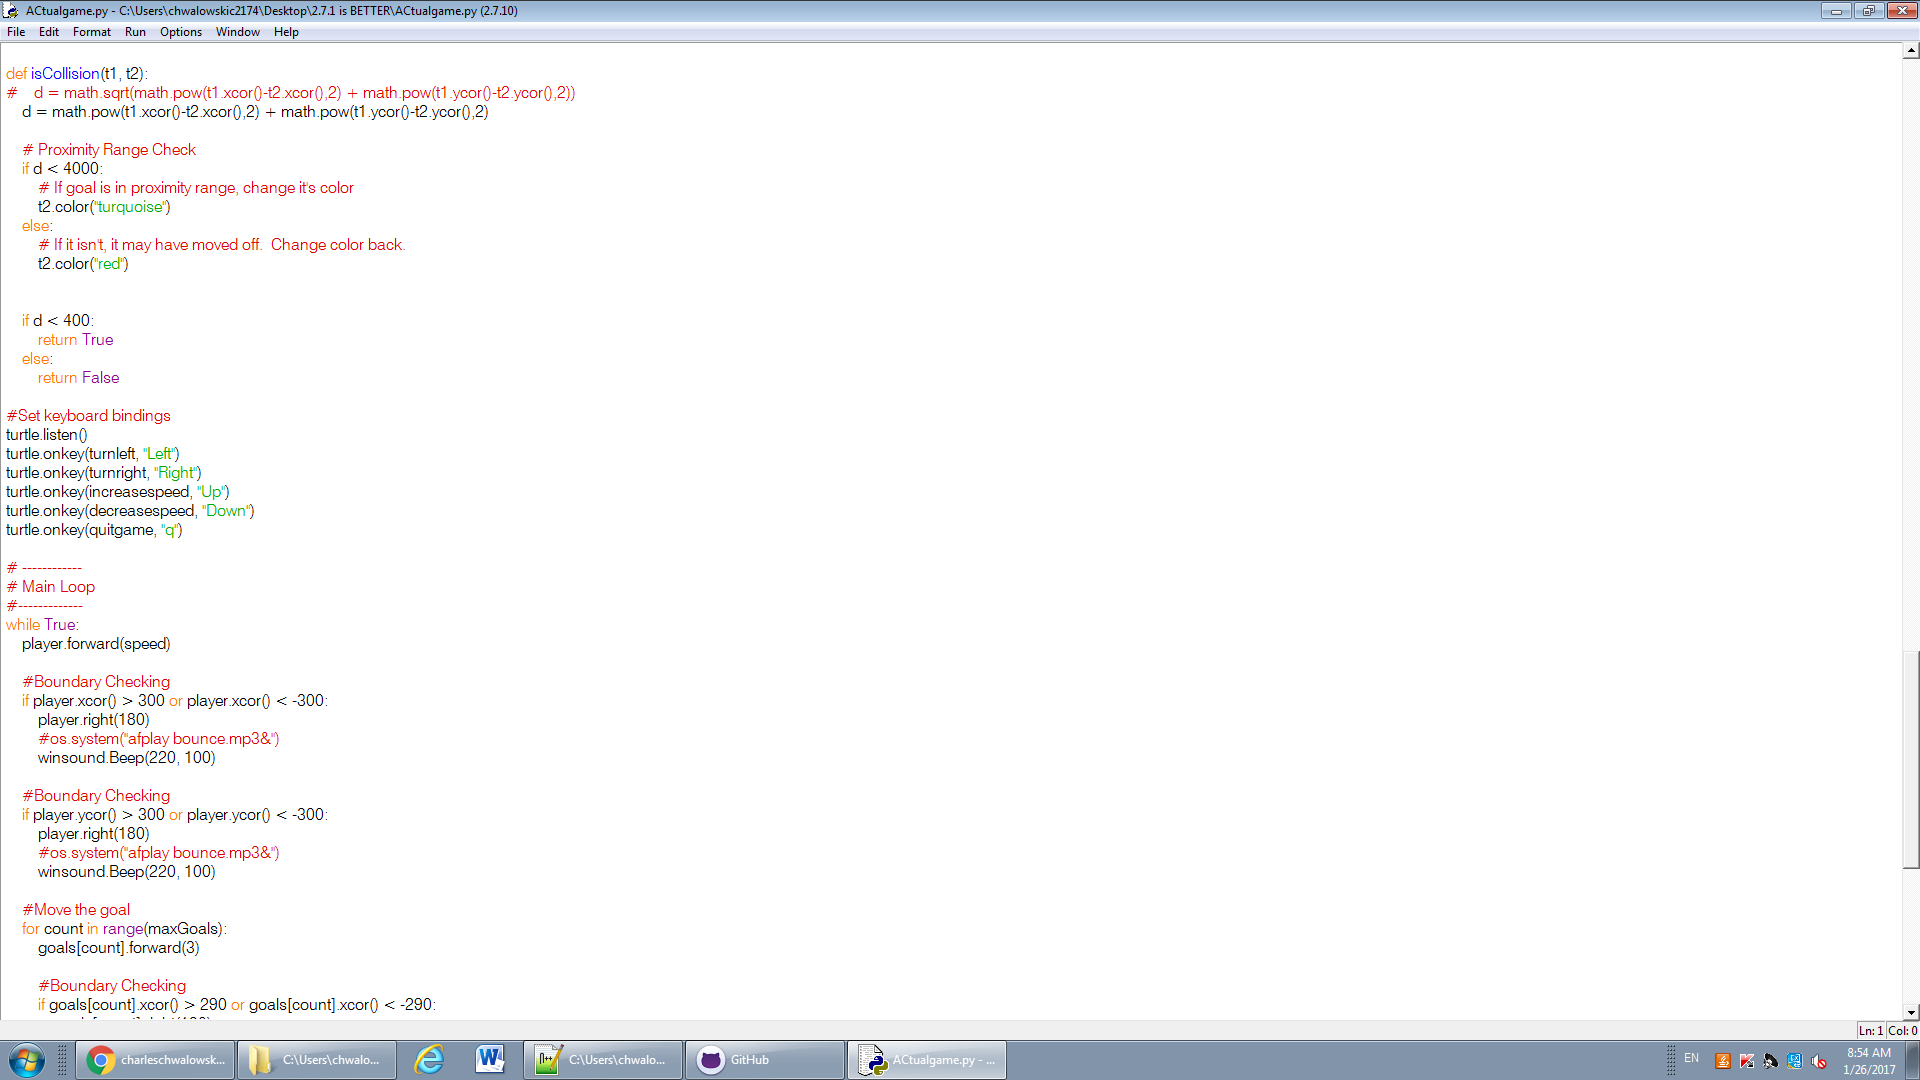 ACtualgame.py - C:\Users\chwalowskic2174\Desktop\2.7.1 is BETTER\ACtualgame.py (2.7.10)
File Edit Format Run Options Window Help
def isCollision(t1, t2):
#    d = math.sqrt(math.pow(t1.xcor()-t2.xcor(),2) + math.pow(t1.ycor()-t2.ycor(),2))
    d = math.pow(t1.xcor()-t2.xcor(),2) + math.pow(t1.ycor()-t2.ycor(),2)
    # Proximity Range Check
    if d < 4000:
        # If goal is in proximity range, change it's color
        t2.color("turquoise")
    else:
        # If it isn't, it may have moved off.  Change color back.
        t2.color("red")
    if d < 400:
        return True
    else:
        return False
#Set keyboard bindings
turtle.listen()
turtle.onkey(turnleft, "Left")
turtle.onkey(turnright, "Right")
turtle.onkey(increasespeed, "Up")
turtle.onkey(decreasespeed, "Down")
turtle.onkey(quitgame, "q")
# ------------
# Main Loop
#-------------
while True:
    player.forward(speed)
    #Boundary Checking
    if player.xcor() > 300 or player.xcor() < -300:
        player.right(180)
        #os.system("afplay bounce.mp3&")
        winsound.Beep(220, 100)
    #Boundary Checking
    if player.ycor() > 300 or player.ycor() < -300:
        player.right(180)
        #os.system("afplay bounce.mp3&")
        winsound.Beep(220, 100)
    #Move the goal
    for count in range(maxGoals):
        goals[count].forward(3)
        #Boundary Checking
        if goals[count].xcor() > 290 or goals[count].xcor() < -290:
Ln: 1 Col: 0
charleschwalowsk... C:\Users\chwalo... C:\Users\chwalo... GitHub ACtualgame.py - ... EN 8:54 AM
1/26/2017